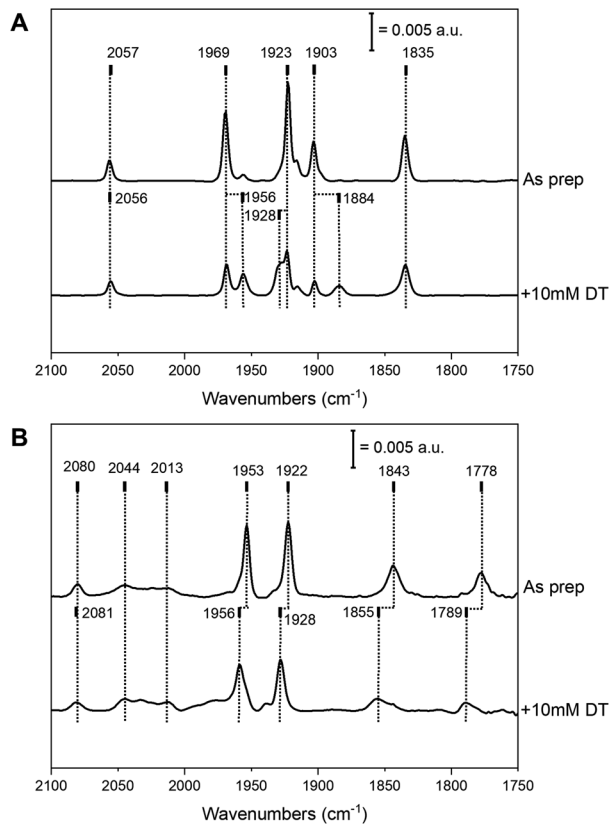 A
= 0.005 a.u.
2057 1969 1923 1903 1835
As prep
2056 1956 1884
1928
+10mM DT
2100 2050 2000 1950 1900 1850 1800 1750
Wavenumbers (cm-1)
B
= 0.005 a.u.
2080 2044 2013 1953 1922 1843 1778
As prep
2081 1956 1928 1855 1789
+10mM DT
2100 2050 2000 1950 1900 1850 1800 1750
Wavenumbers (cm-1)